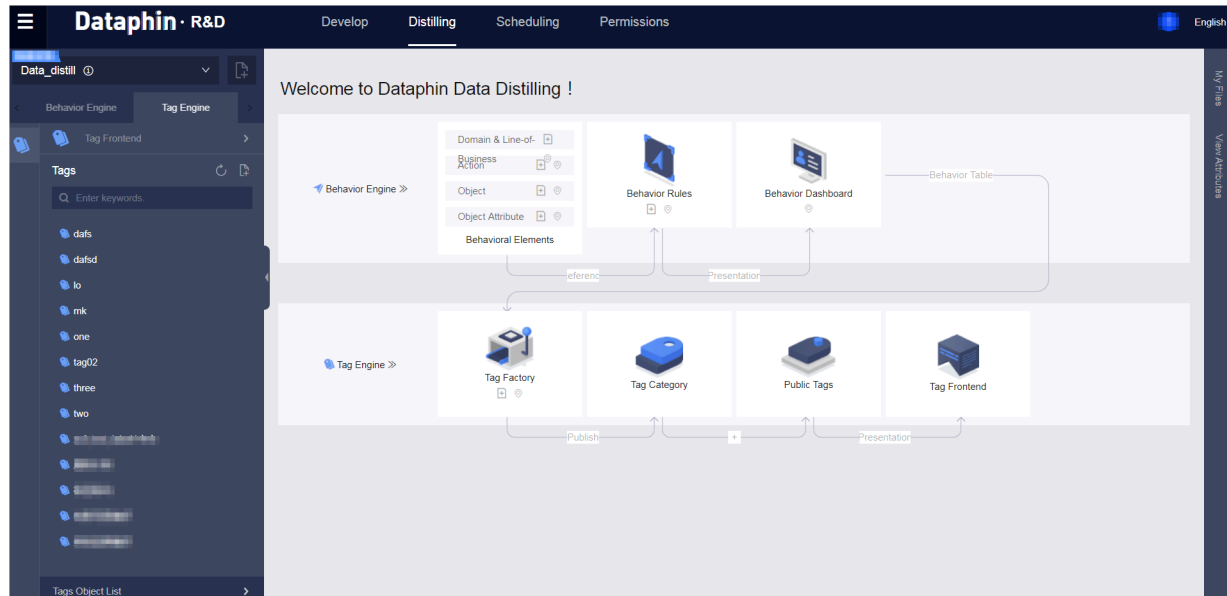 Dataphin · R&D
Develop
Distilling
Scheduling
Permissions
English
Data_distill
Behavior Engine
Tag Engine
Tag Frontend
Tags
Enter keywords.
dafs
dafsd
lo
mk
one
tag02
three
two
Tags Object List
Welcome to Dataphin Data Distilling !
Behavior Engine
Domain & Line-of-
Business
Action
Object
Object Attribute
Behavioral Elements
Behavior Rules
Behavior Dashboard
Behavior Table
eferenc
Presentation
Tag Engine
Tag Factory
Tag Category
Public Tags
Tag Frontend
Publish
+
Presentation
My Files
View Attributes